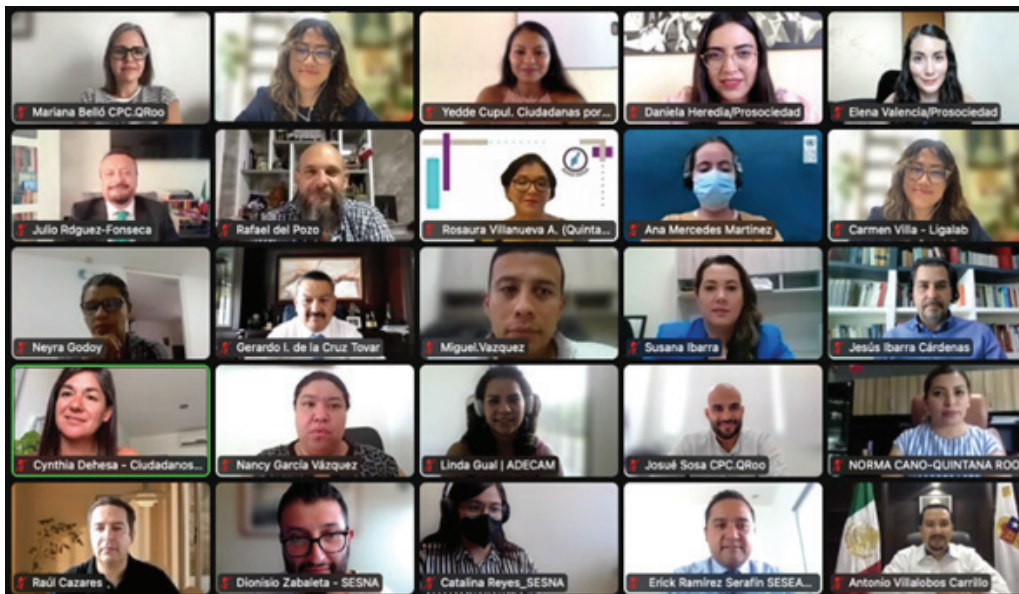 Mariana Belló CPC.QRoo
Yedde Cupul. Ciudadanas por...
Daniela Heredia/Prosociedad
Elena Valencia/Prosociedad
Julio Rdguez-Fonseca
Rafael del Pozo
Rosaura Villanueva A. (Quinta...
Ana Mercedes Martínez
Carmen Villa - Ligalab
Neyra Godoy
Gerardo I. de la Cruz Tovar
Miguel.Vazquez
Susana Ibarra
Jesús Ibarra Cárdenas
Cynthia Dehesa - Ciudadanos...
Nancy García Vázquez
Linda Gual | ADECAM
Josué Sosa CPC.QRoo
NORMA CANO-QUINTANA ROO
Raúl Cazares
Dionisio Zabaleta - SESNA
Catalina Reyes_SESNA
Erick Ramírez Serafín SESEA...
Antonio Villalobos Carrillo